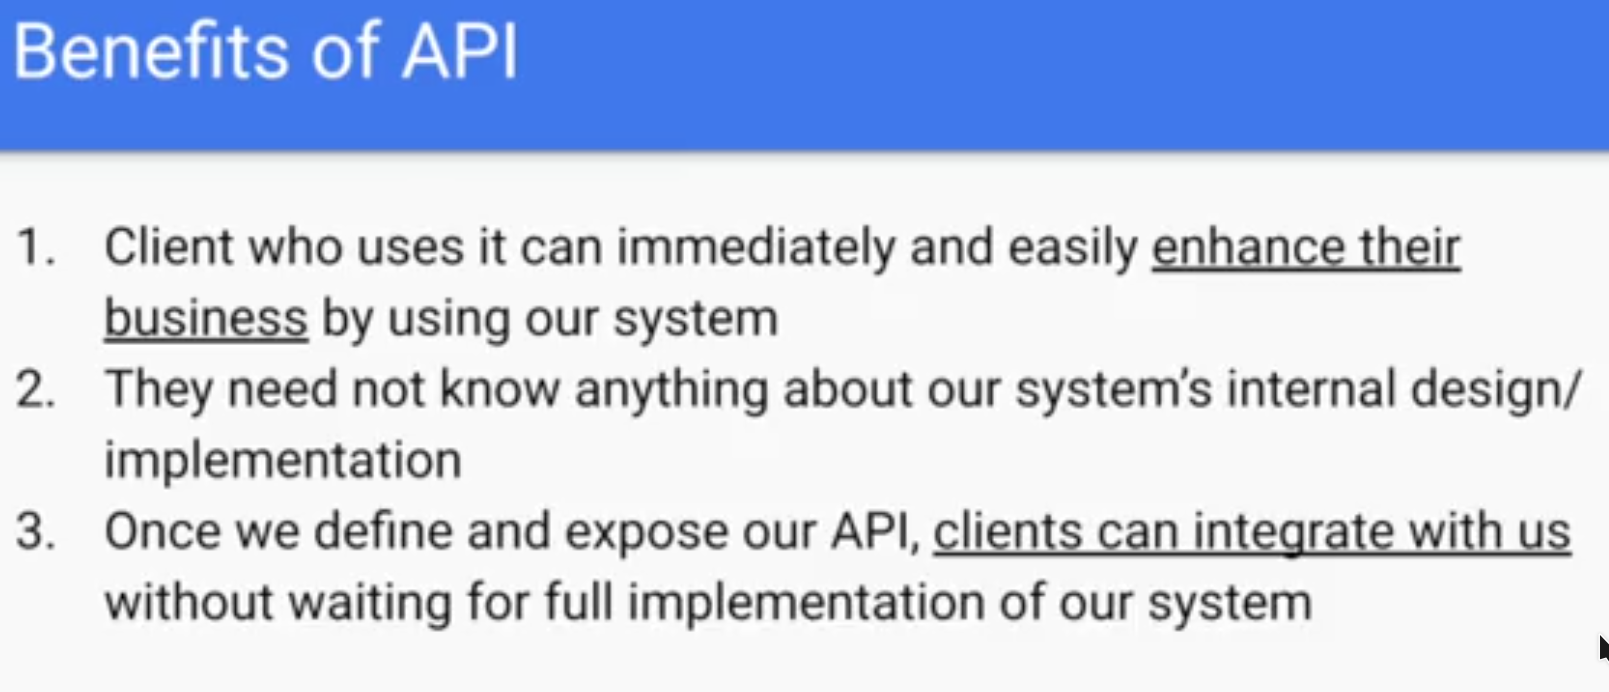 Benefits of API
1. Client who uses it can immediately and easily enhance their
business by using our system
2. They need not know anything about our system's internal design/
implementation
3. Once we define and expose our API, clients can integrate with us
without waiting for full implementation of our system